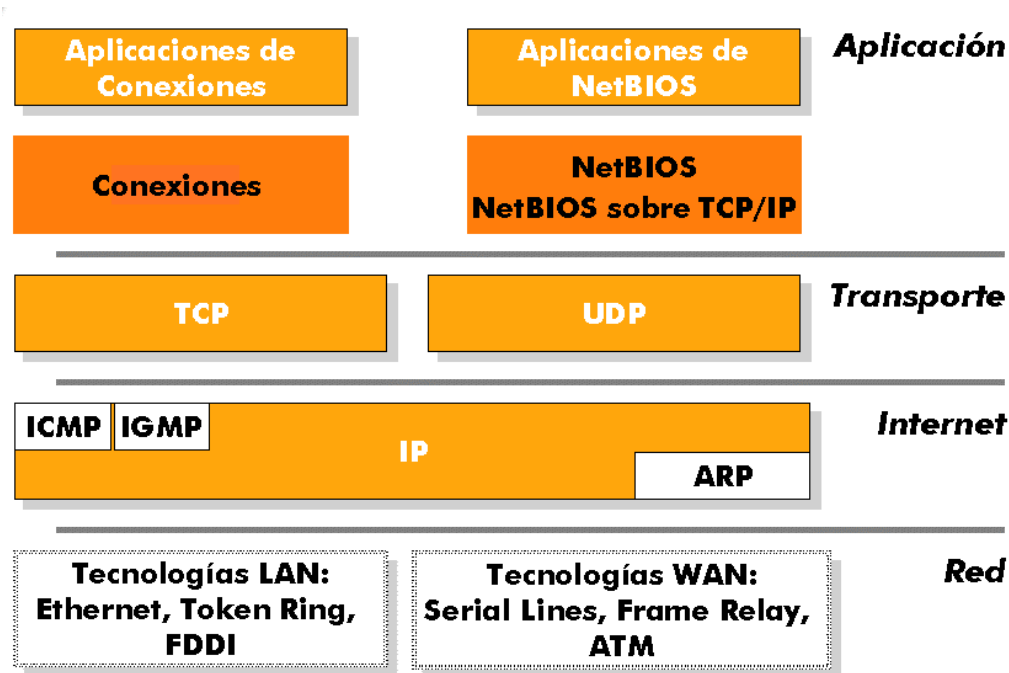 Aplicaciones de
Conexiones
Aplicaciones de
NetBIOS
Aplicación
Conexiones
NetBIOS
NetBIOS sobre TCP/IP
TCP
UDP
Transporte
ICMP
IGMP
IP
ARP
Internet
Tecnologías LAN:
Ethernet, Token Ring,
FDDI
Tecnologías WAN:
Serial Lines, Frame Relay,
ATM
Red